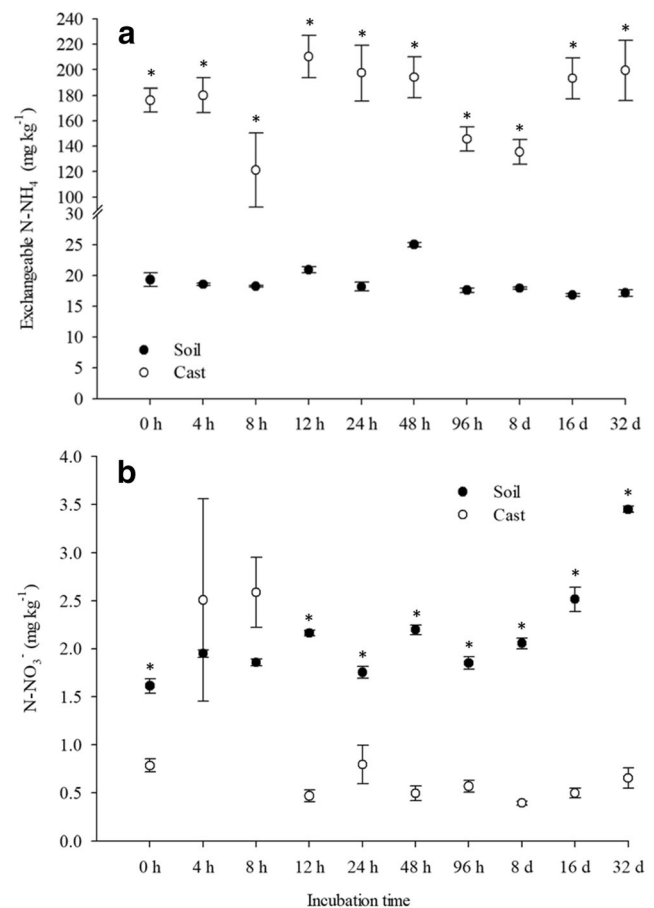 a
Exchangeable N-NH4 (mg kg-1)
240
220
200
180
160
140
120
100
30
25
20
15
10
5
0
* * * * * * * * * *
Soil
Cast
0 h 4 h 8 h 12 h 24 h 48 h 96 h 8 d 16 d 32 d
b
N-NO3- (mg kg-1)
4.0
3.5
3.0
2.5
2.0
1.5
1.0
0.5
0.0
Soil
Cast
* * * * * * * *
0 h 4 h 8 h 12 h 24 h 48 h 96 h 8 d 16 d 32 d
Incubation time